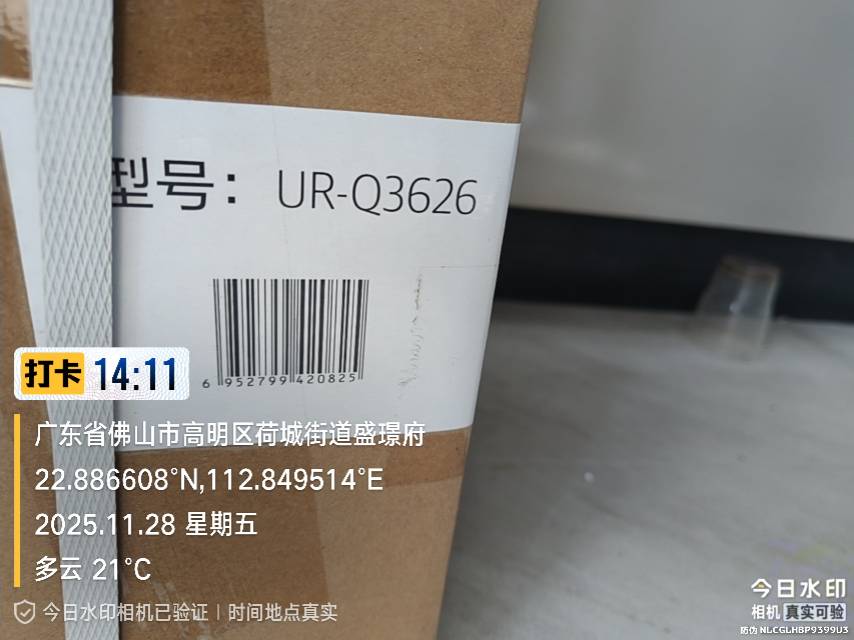 型号：UR-Q3626
6 952799 420825
打卡 14:11
广东省佛山市高明区荷城街道盛璟府
22.886608°N,112.849514°E
2025.11.28 星期五
多云 21°C
今日水印相机已验证 | 时间地点真实
今日水印
相机 真实可验
防伪 NLCGLHBP9399U3